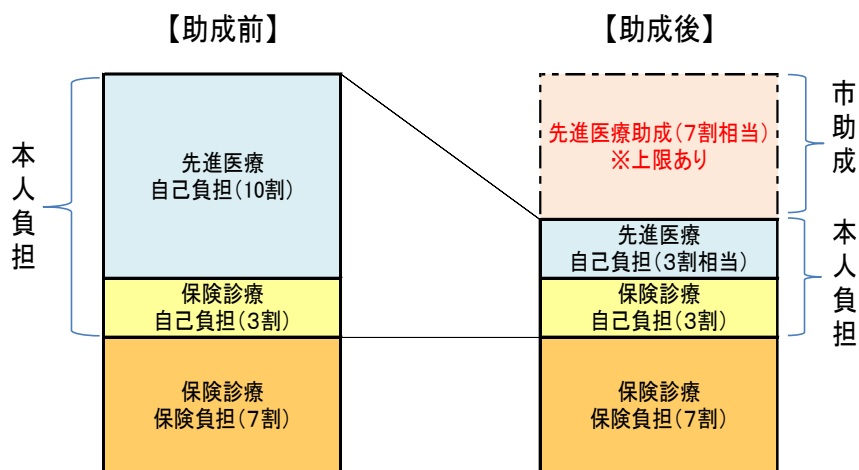 【助成前】
【助成後】
本人負担
先進医療
自己負担(10割)
保険診療
自己負担(3割)
保険診療
保険負担(7割)
先進医療助成(7割相当)
※上限あり
先進医療
自己負担(3割相当)
保険診療
自己負担(3割)
保険診療
保険負担(7割)
市助成
本人負担